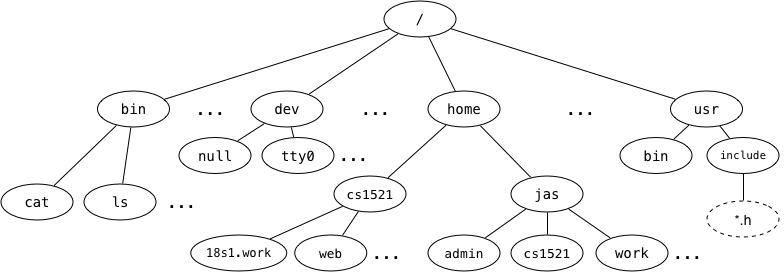 /
bin ... dev ... home ... usr
null tty0 ... bin include
cat ls ... cs1521 jas
*.h
18s1.work web ... admin cs1521 work ...